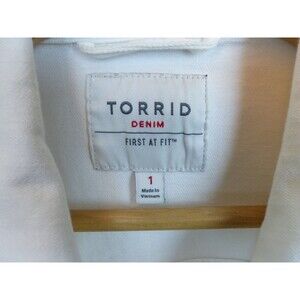 TORRID
DENIM
FIRST AT FIT™
1
Made in
Vietnam